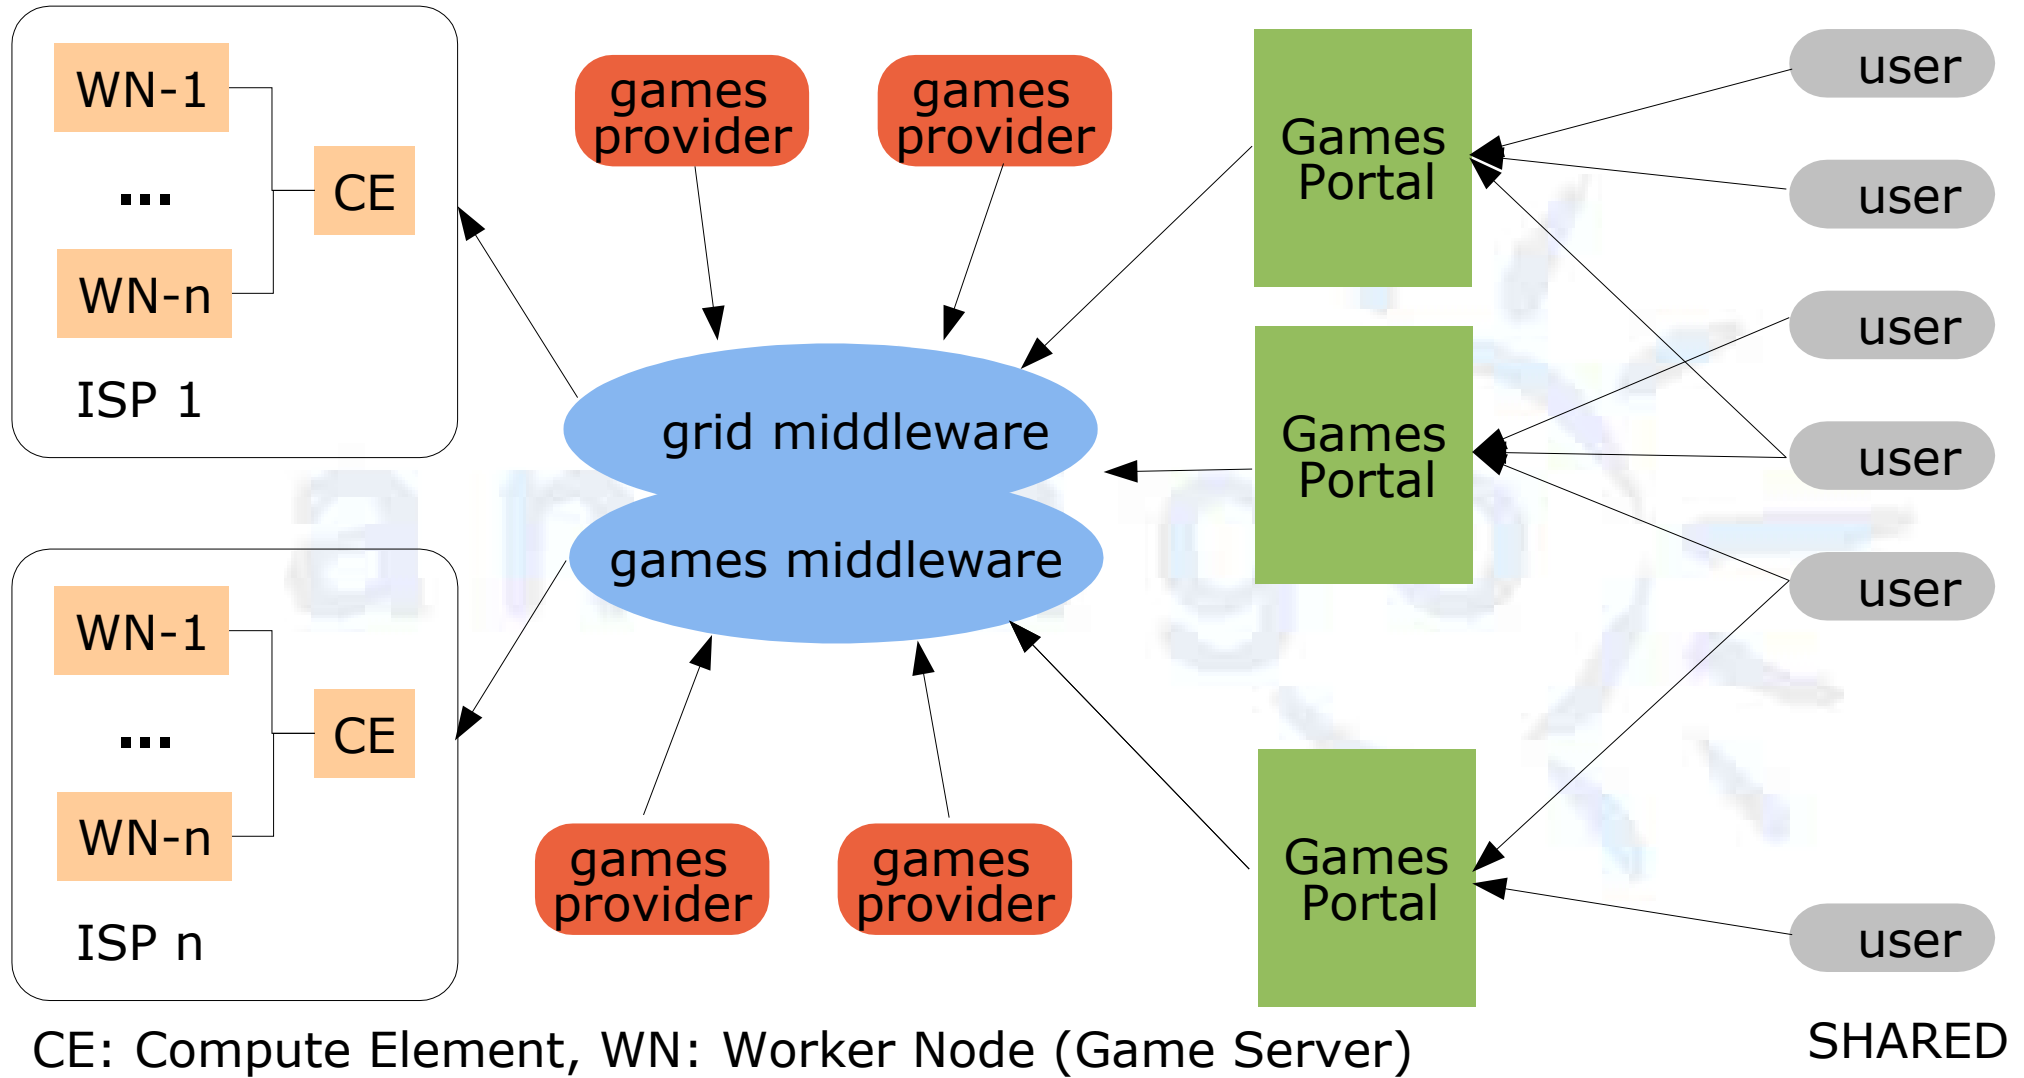 WN-1
...
WN-n
CE
ISP 1
WN-1
...
WN-n
CE
ISP n
games
provider
games
provider
grid middleware
games middleware
games
provider
games
provider
Games
Portal
Games
Portal
Games
Portal
user
user
user
user
user
user
CE: Compute Element, WN: Worker Node (Game Server)
SHARED